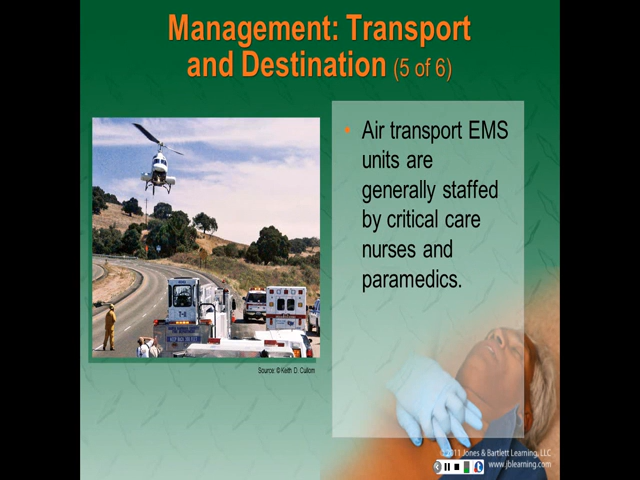 Management: Transport
and Destination (5 of 6)
• Air transport EMS
units are
generally staffed
by critical care
nurses and
paramedics.
Source: © Keith D. Cullom
© 2011 Jones & Bartlett Learning, LLC
www.jblearning.com